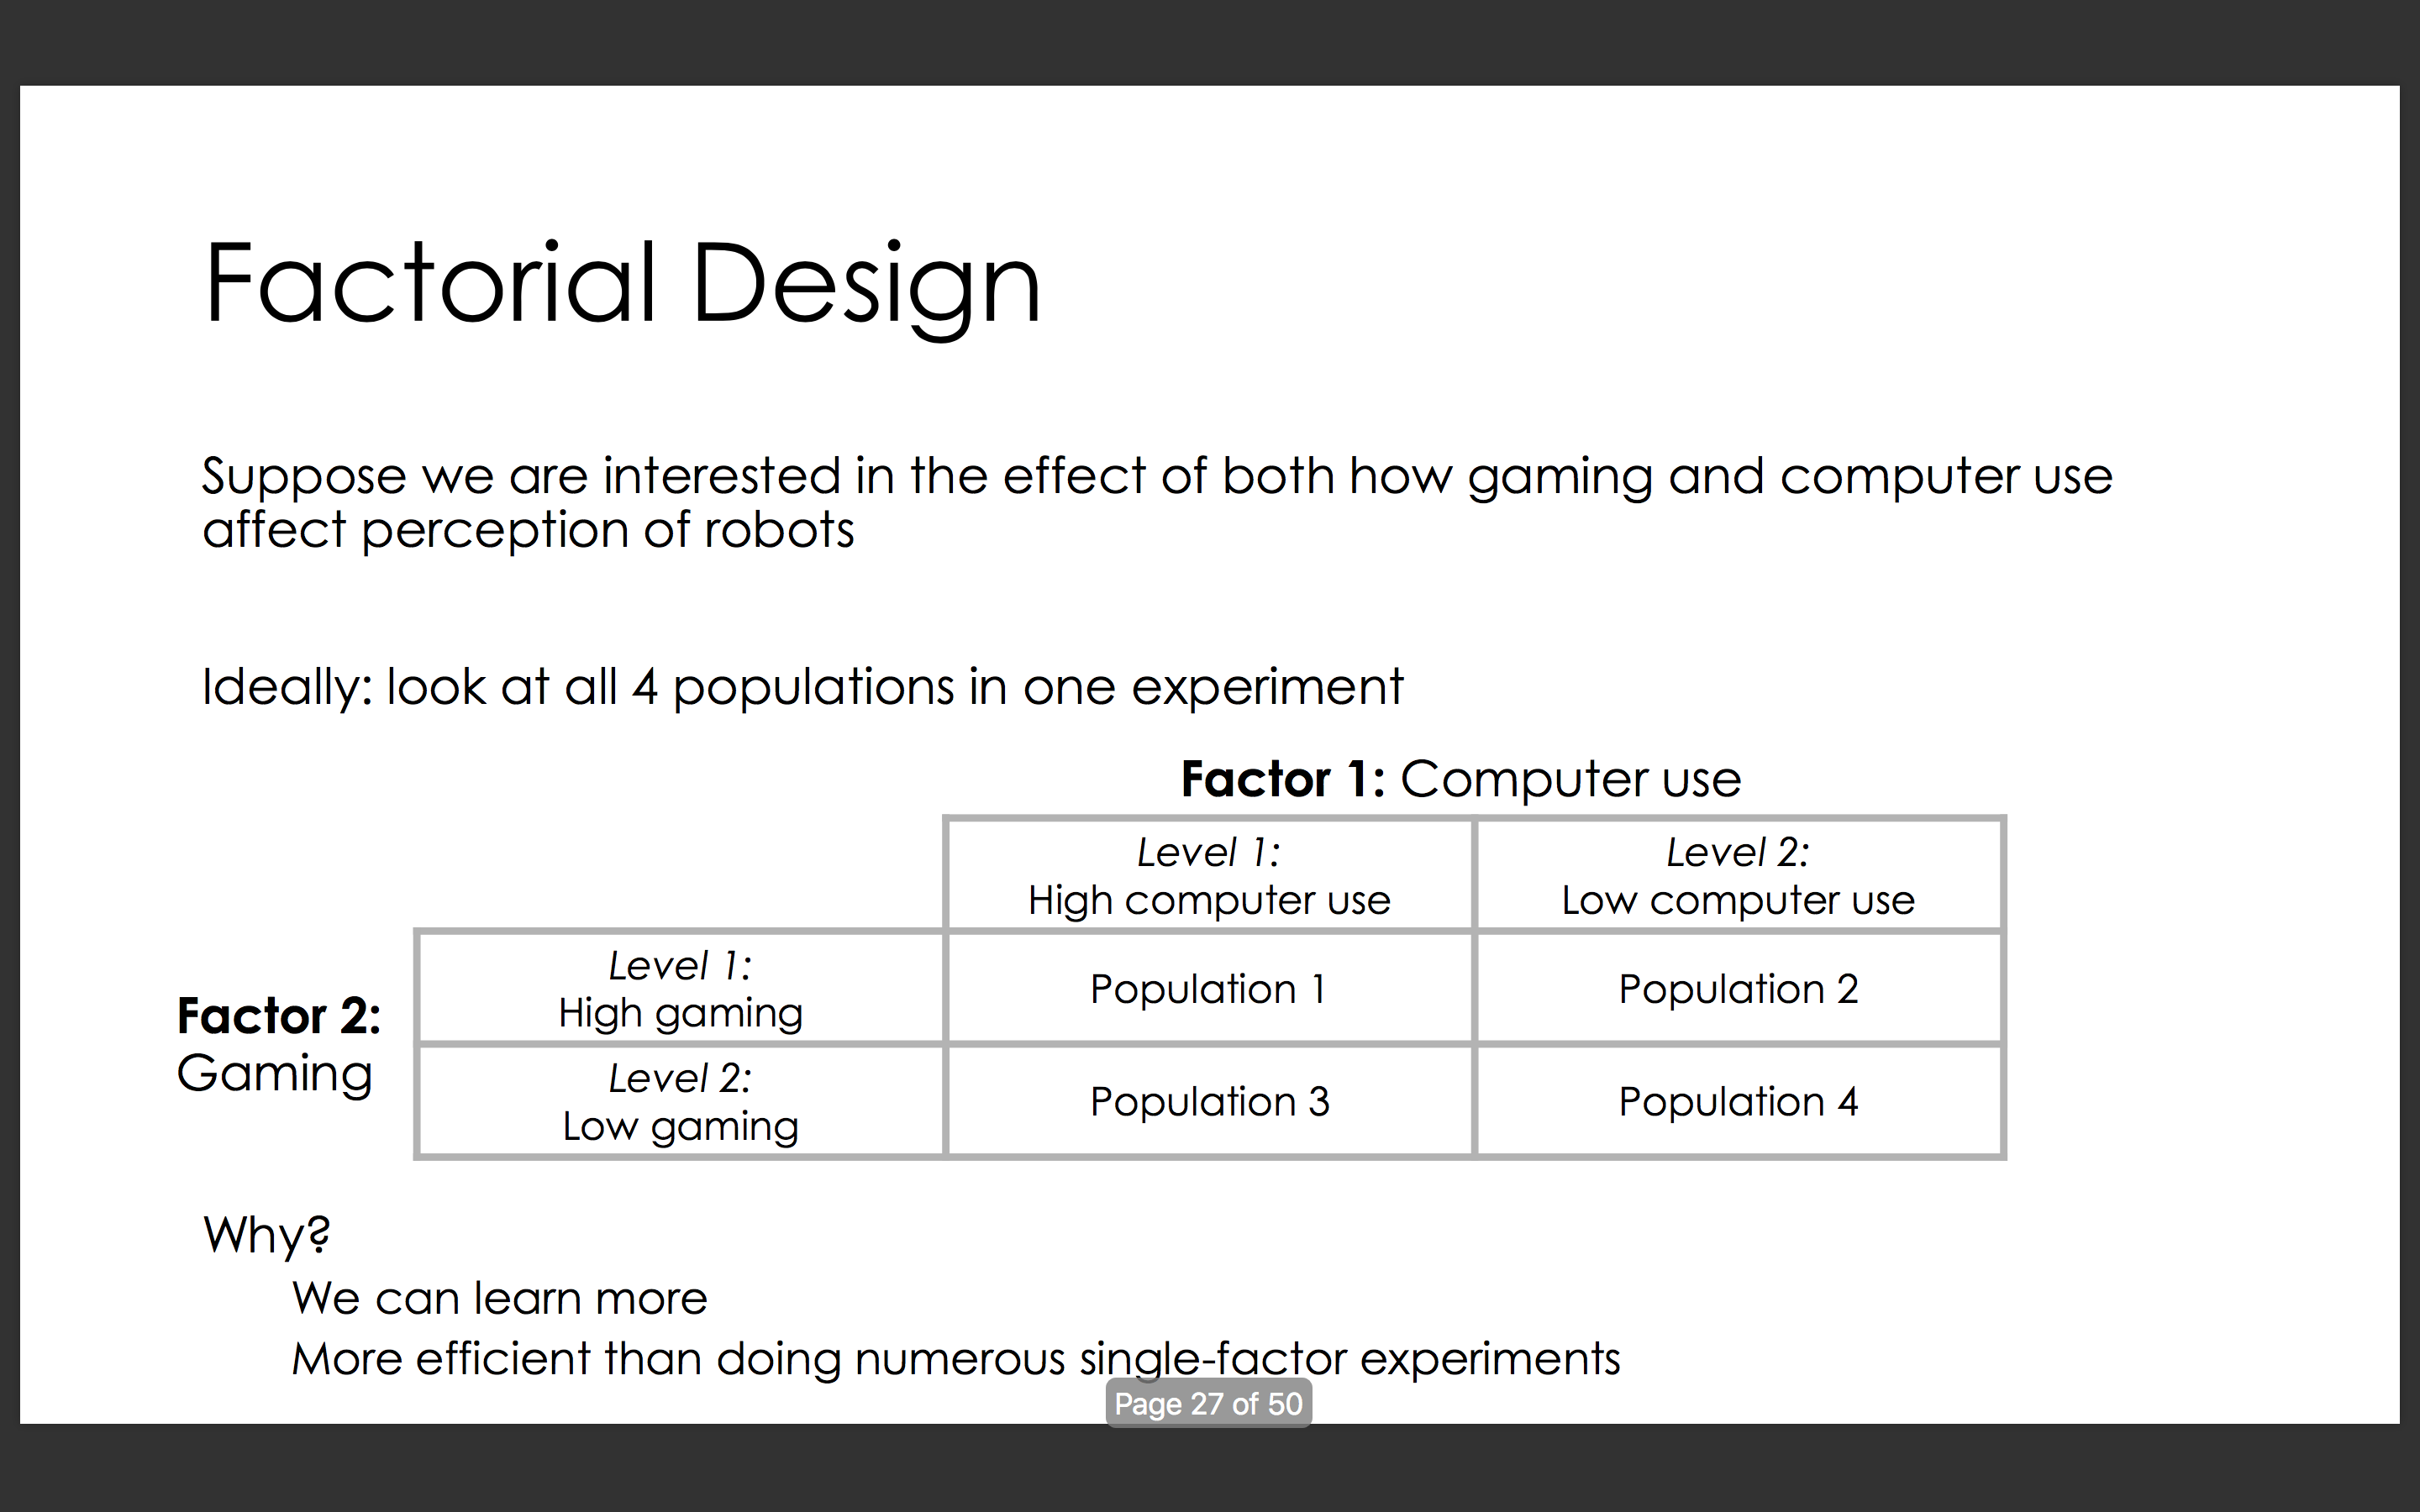 Factorial Design
Suppose we are interested in the effect of both how gaming and computer use
affect perception of robots
Ideally: look at all 4 populations in one experiment
Factor 1: Computer use
Level 1:
High computer use
Level 2:
Low computer use
Factor 2:
Gaming
Level 1:
High gaming
Population 1
Population 2
Level 2:
Low gaming
Population 3
Population 4
Why?
We can learn more
More efficient than doing numerous single-factor experiments
Page 27 of 50